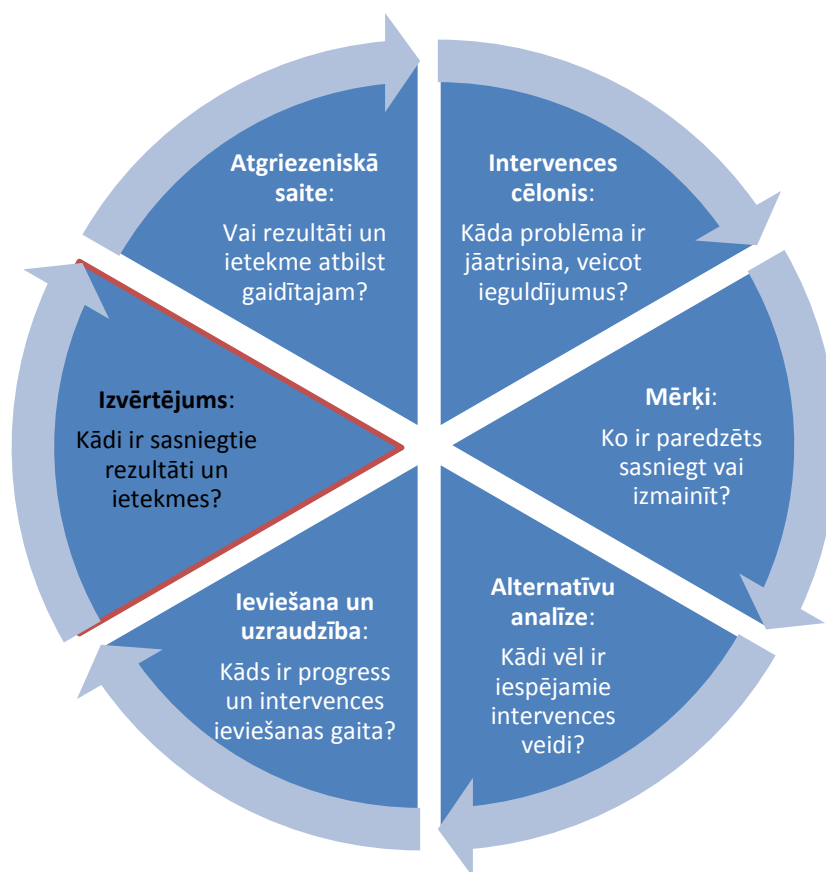 Atgriezeniskā
saite:
Vai rezultāti un
ietekme atbilst
gaidītajam?
Intervences
cēlonis:
Kāda problēma ir
jāatrisina, veicot
ieguldījumus?
Izvērtējums:
Kādi ir sasniegtie
rezultāti un
ietekmes?
Mērķi:
Ko ir paredzēts
sasniegt vai
izmainīt?
Ieviešana un
uzraudzība:
Kāds ir progress
un intervences
ieviešanas gaita?
Alternatīvu
analīze:
Kādi vēl ir
iespējamie
intervences
veidi?